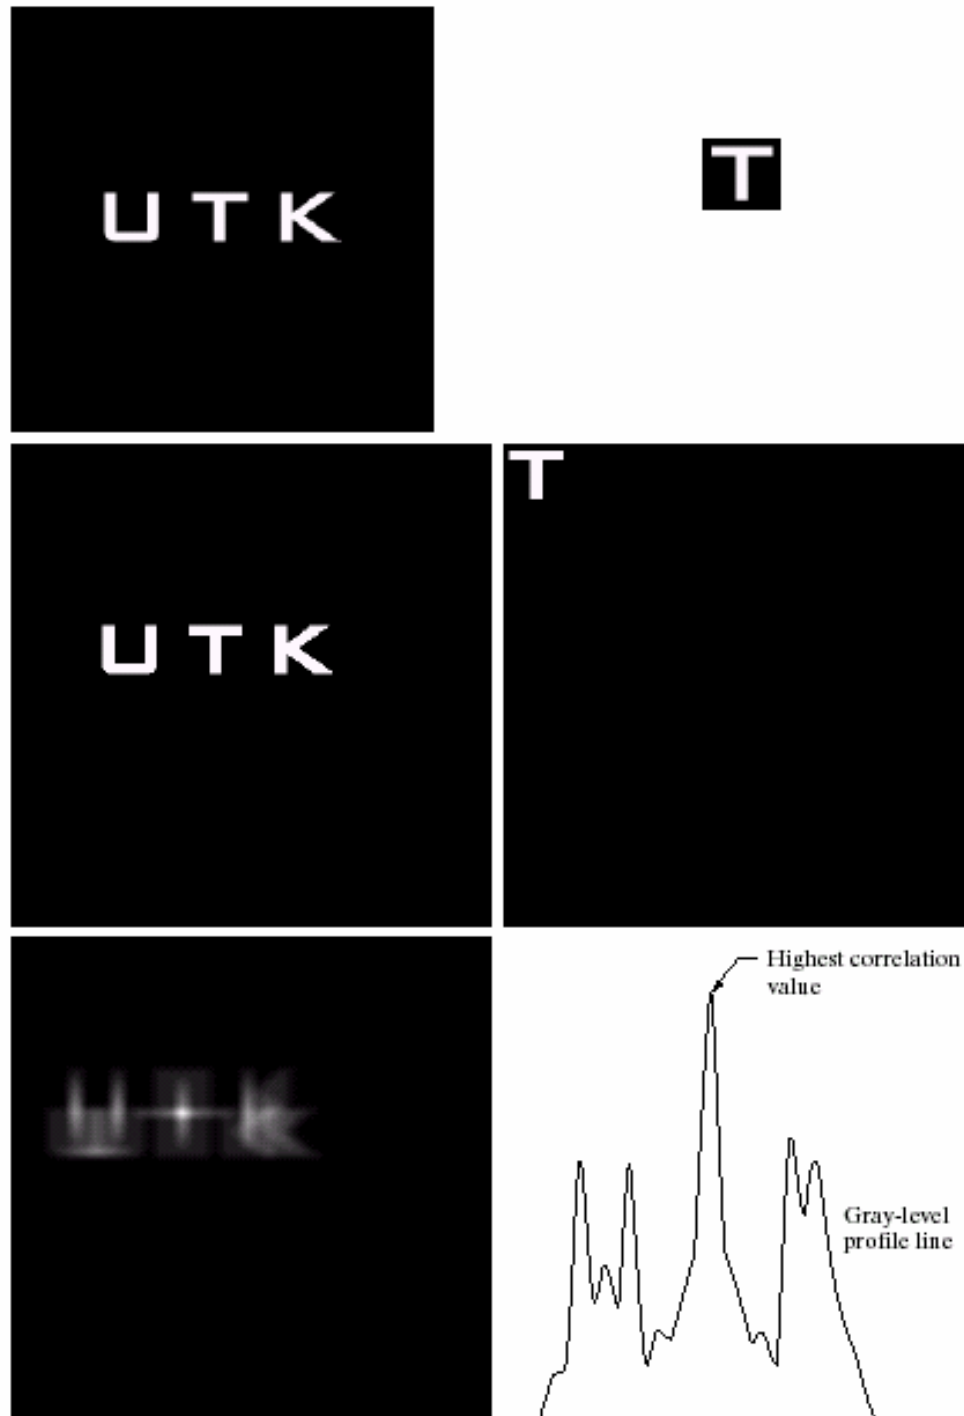 UTK
T
UTK
T
Highest correlation
value
Gray-level
profile line